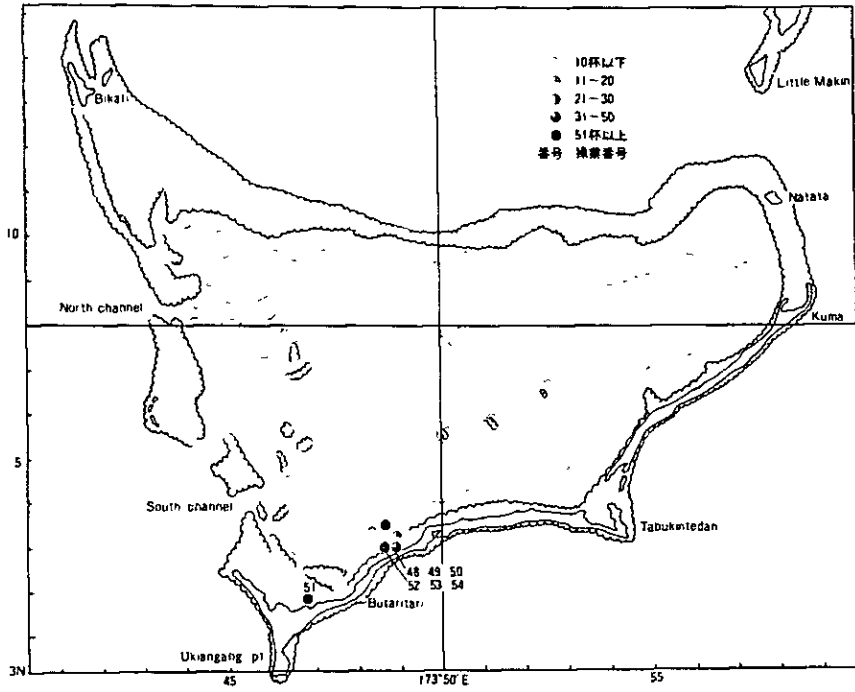 10杯以下
11~20
21~30
31~50
51杯以上
番号 操業番号
Little Makin
Bikati
Natata
10
North channel
Kuma
5
South channel
Tabukintedan
48 49 50
52 53 54
51
Butaritari
Ukiangang pt
3N
45
173°50'E
55